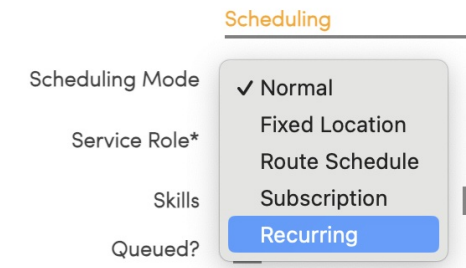 Scheduling
Scheduling Mode
✓ Normal
Fixed Location
Service Role*
Route Schedule
Skills
Subscription
Recurring
Queued?